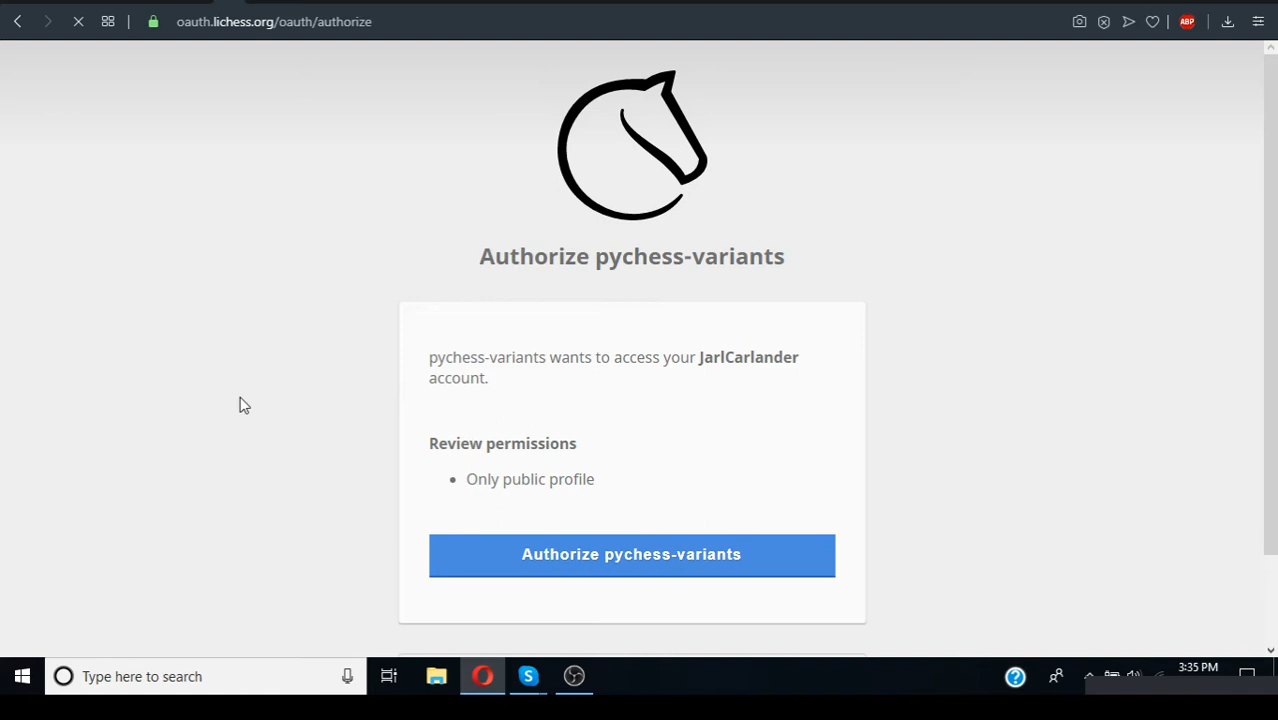 oauth.lichess.org/oauth/authorize
ABP
Authorize pychess-variants
pychess-variants wants to access your JarlCarlander
account.
Review permissions
• Only public profile
Authorize pychess-variants
Type here to search
S
?
3:35 PM